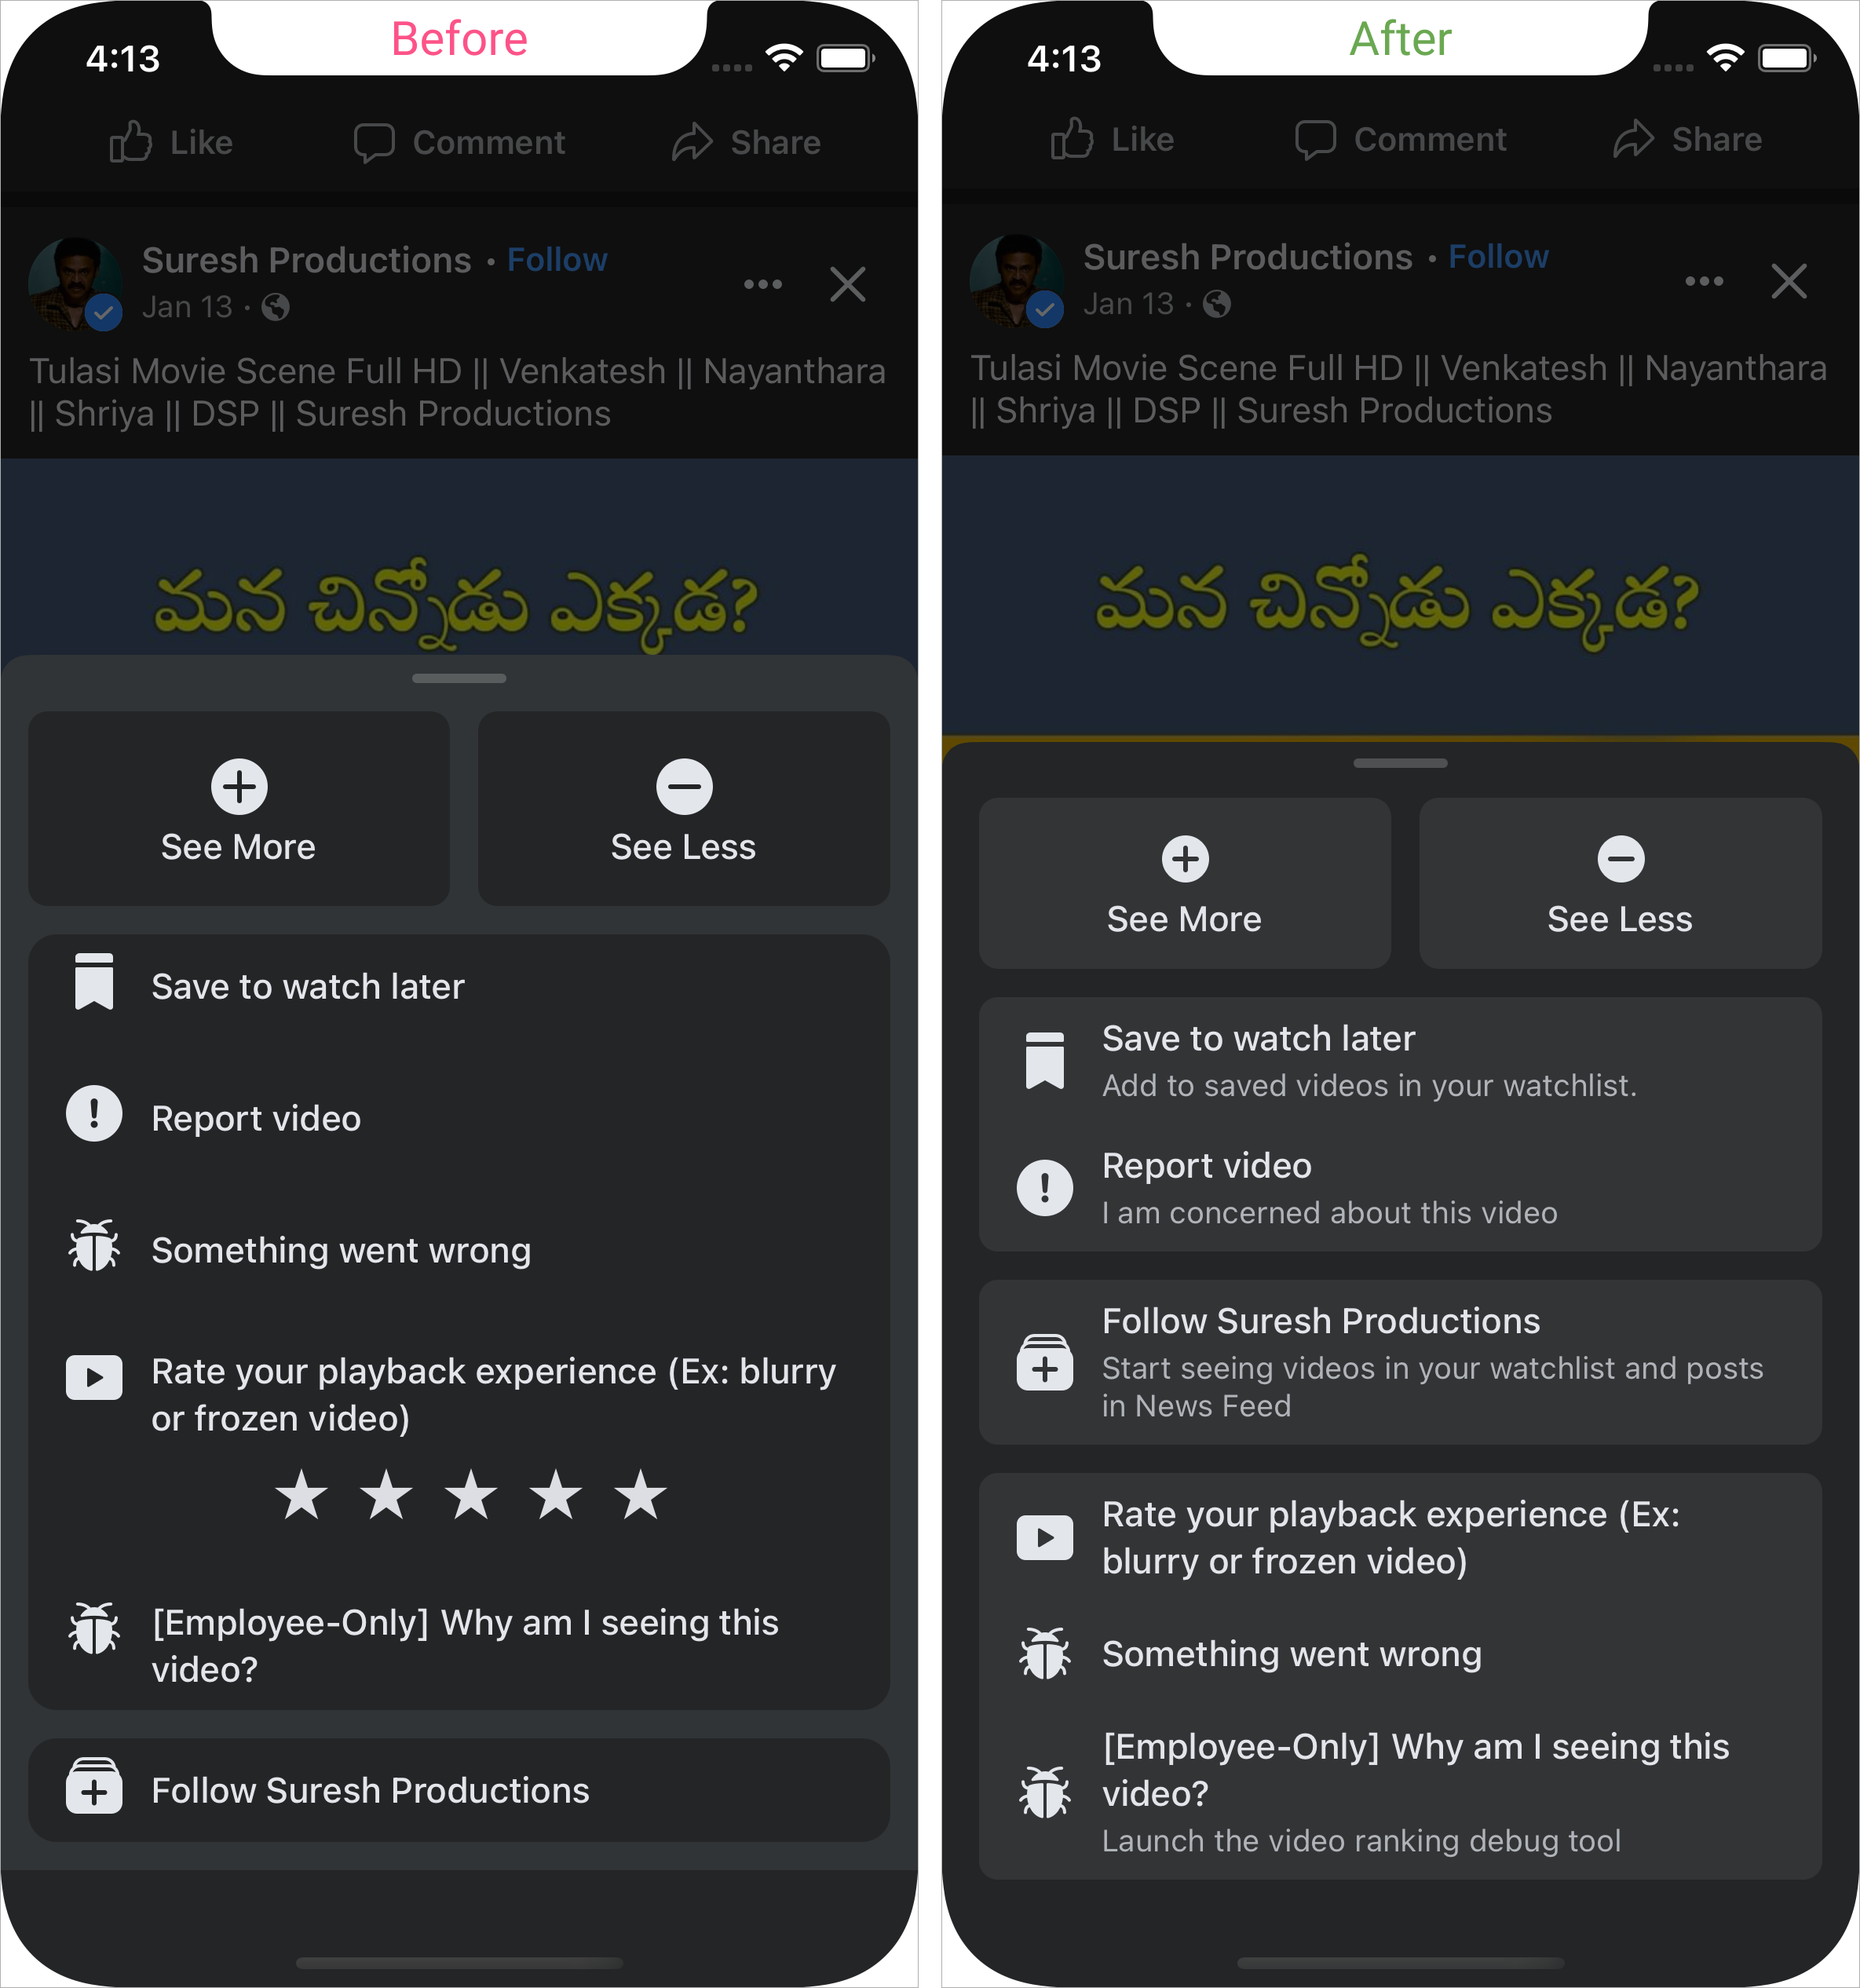 Before
4:13
Like
Comment
Share
Suresh Productions • Follow
Jan 13 ·
Tulasi Movie Scene Full HD || Venkatesh || Nayanthara
|| Shriya || DSP || Suresh Productions
మన చిన్నోడు ఎక్కడ?
See More
See Less
Save to watch later
Report video
Something went wrong
Rate your playback experience (Ex: blurry
or frozen video)
[Employee-Only] Why am I seeing this
video?
Follow Suresh Productions
After
4:13
Like
Comment
Share
Suresh Productions • Follow
Jan 13 ·
Tulasi Movie Scene Full HD || Venkatesh || Nayanthara
|| Shriya || DSP || Suresh Productions
మన చిన్నోడు ఎక్కడ?
See More
See Less
Save to watch later
Add to saved videos in your watchlist.
Report video
I am concerned about this video
Follow Suresh Productions
Start seeing videos in your watchlist and posts
in News Feed
Rate your playback experience (Ex:
blurry or frozen video)
Something went wrong
[Employee-Only] Why am I seeing this
video?
Launch the video ranking debug tool